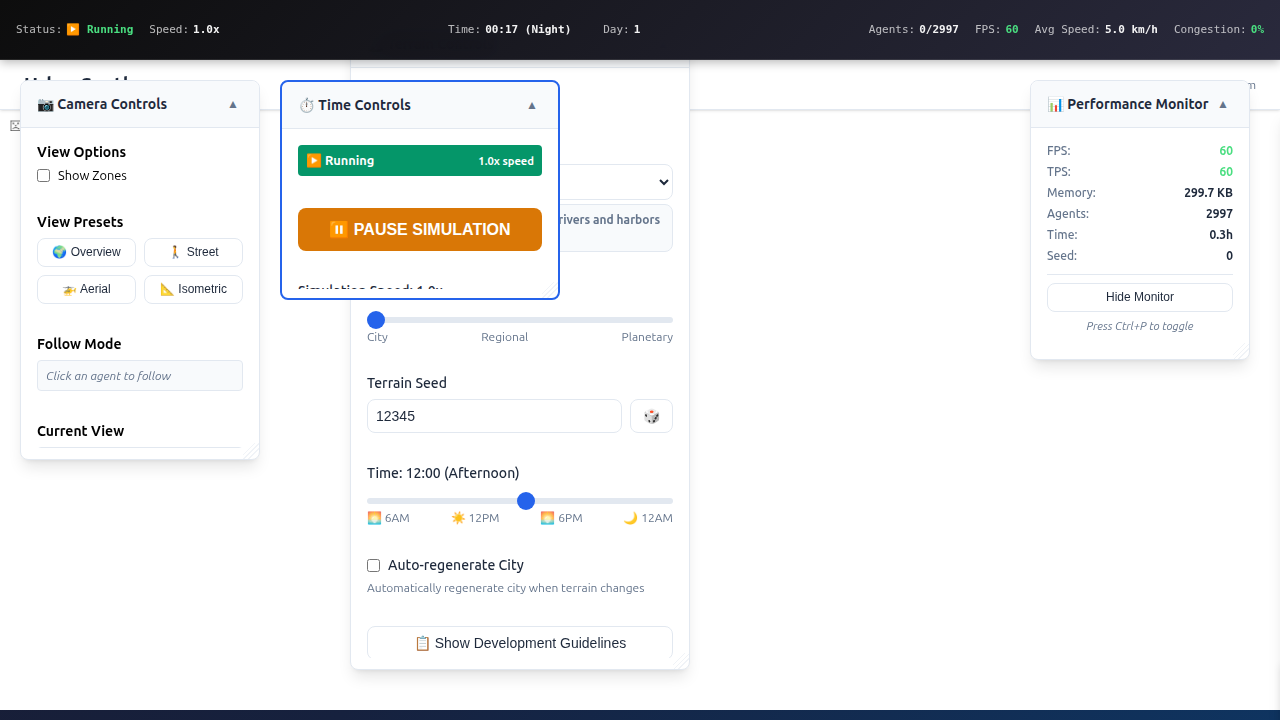 Status: ▶️ Running Speed: 1.0x
Time: 00:17 (Night) Day: 1
Agents: 0/2997 FPS: 60 Avg Speed: 5.0 km/h Congestion: 0%
📷 Camera Controls ▲
View Options
Show Zones
View Presets
🌍 Overview 🚶 Street
🚁 Aerial 📐 Isometric
Follow Mode
Click an agent to follow
Current View
⏱️ Time Controls ▲
▶️ Running 1.0x speed
⏸️ PAUSE SIMULATION
Simulation Speed: 1.0x
rivers and harbors
City Regional Planetary
Terrain Seed
12345 🎲
Time: 12:00 (Afternoon)
🌅 6AM ☀️ 12PM 🌅 6PM 🌙 12AM
Auto-regenerate City
Automatically regenerate city when terrain changes
📋 Show Development Guidelines
📊 Performance Monitor ▲
FPS: 60
TPS: 60
Memory: 299.7 KB
Agents: 2997
Time: 0.3h
Seed: 0
Hide Monitor
Press Ctrl+P to toggle